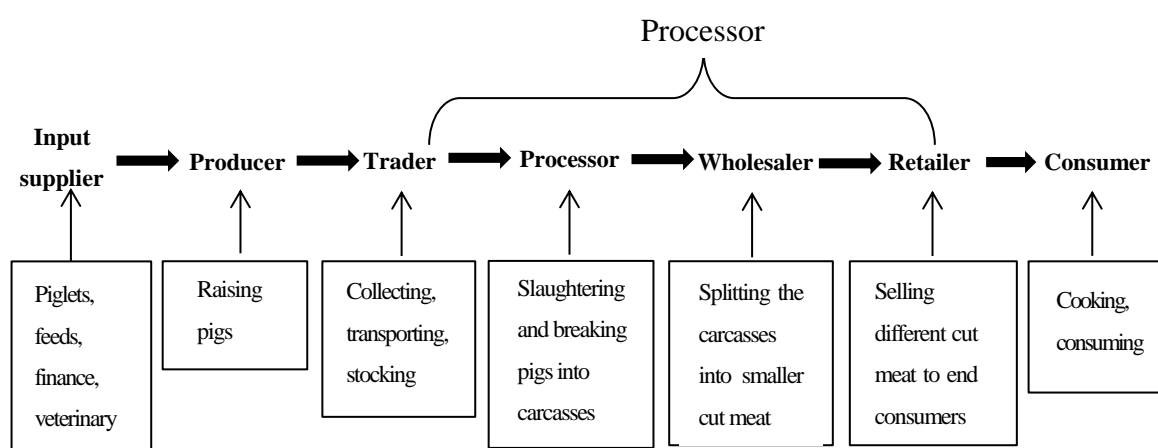 Processor
Input
supplier
Producer
Trader
Processor
Wholesaler
Retailer
Consumer
Piglets,
feeds,
finance,
veterinary
Raising
pigs
Collecting,
transporting,
stocking
Slaughtering
and breaking
pigs into
carcasses
Splitting the
carcasses
into smaller
cut meat
Selling
different cut
meat to end
consumers
Cooking,
consuming